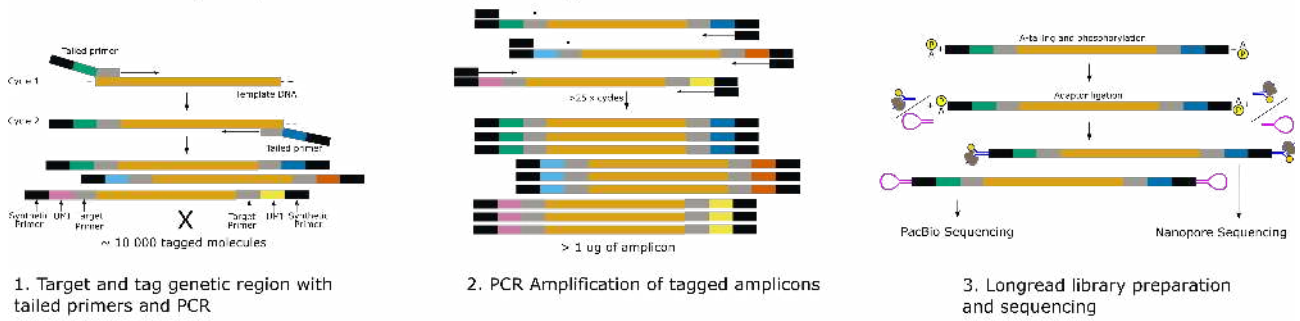 Tailed primer
Cycle 1
Template DNA
Cycle 2
Tailed primer
Synthetic Primer
UMI
Target Primer
X
Target Primer
UMI
Synthetic Primer
~ 10 000 tagged molecules
1. Target and tag genetic region with
tailed primers and PCR
>25 x cycles
> 1 ug of amplicon
2. PCR Amplification of tagged amplicons
A-tailing and phosphorylation
P
A
A
P
Adaptor ligation
P
A
A
P
PacBio Sequencing
Nanopore Sequencing
3. Longread library preparation
and sequencing